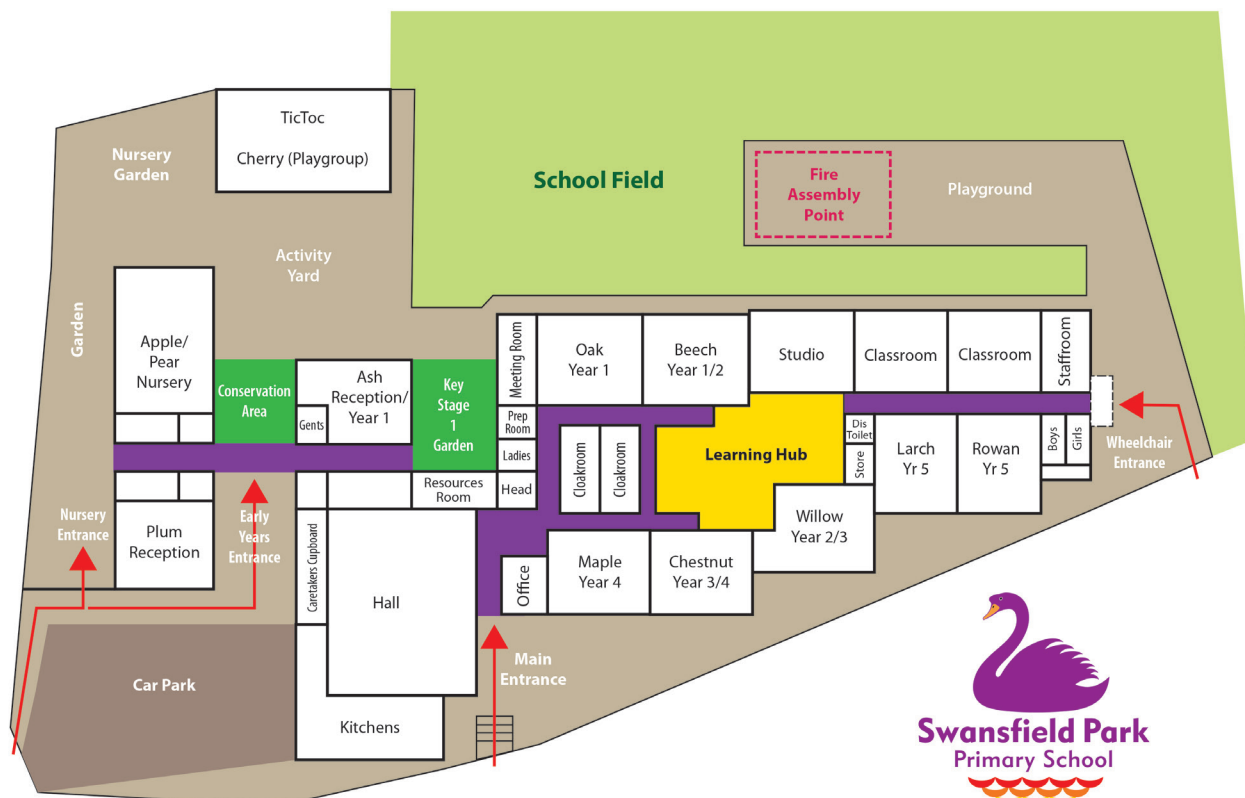 TicToc
Cherry (Playgroup)
Nursery
Garden
School Field
Fire
Assembly
Point
Playground
Activity
Yard
Garden
Apple/
Pear
Nursery
Conservation
Area
Gents
Ash
Reception/
Year 1
Key
Stage
1
Garden
Meeting Room
Oak
Year 1
Beech
Year 1/2
Studio
Classroom
Classroom
Staffroom
Prep
Room
Ladies
Head
Resources
Room
Cloakroom
Cloakroom
Learning Hub
Dis
Toilet
Store
Larch
Yr 5
Rowan
Yr 5
Boys
Girls
Wheelchair
Entrance
Nursery
Entrance
Plum
Reception
Early
Years
Entrance
Caretakers Cupboard
Hall
Office
Maple
Year 4
Chestnut
Year 3/4
Willow
Year 2/3
Main
Entrance
Car Park
Kitchens
Swansfield Park
Primary School